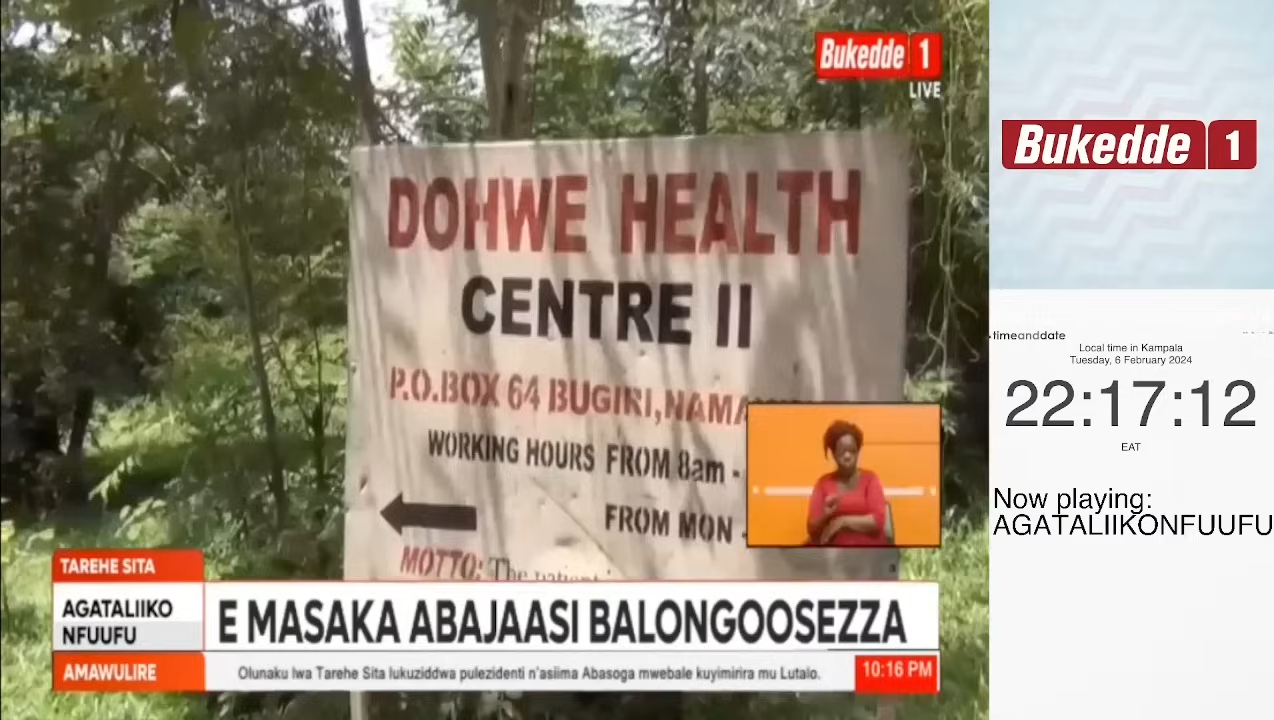 Bukedde 1
LIVE
DOHWE HEALTH
CENTRE II
P.O.BOX 64 BUGIRI,
WORKING HOURS FROM 8am -
FROM MON -
MOTTO: The patient
TAREHE SITA
AGATALIIKO
NFUUFU
E MASAKA ABAJAASI BALONGOOSEZZA
AMAWULIRE
Olunaku lwa Tarehe Sita lukuziddwa pulezidenti n'asiima Abasoga mwebale kuyimirira mu Lutalo.
10:16 PM
Bukedde 1
timeanddate
Local time in Kampala
Tuesday, 6 February 2024
22:17:12
EAT
Now playing:
AGATALIIKONFUUFU